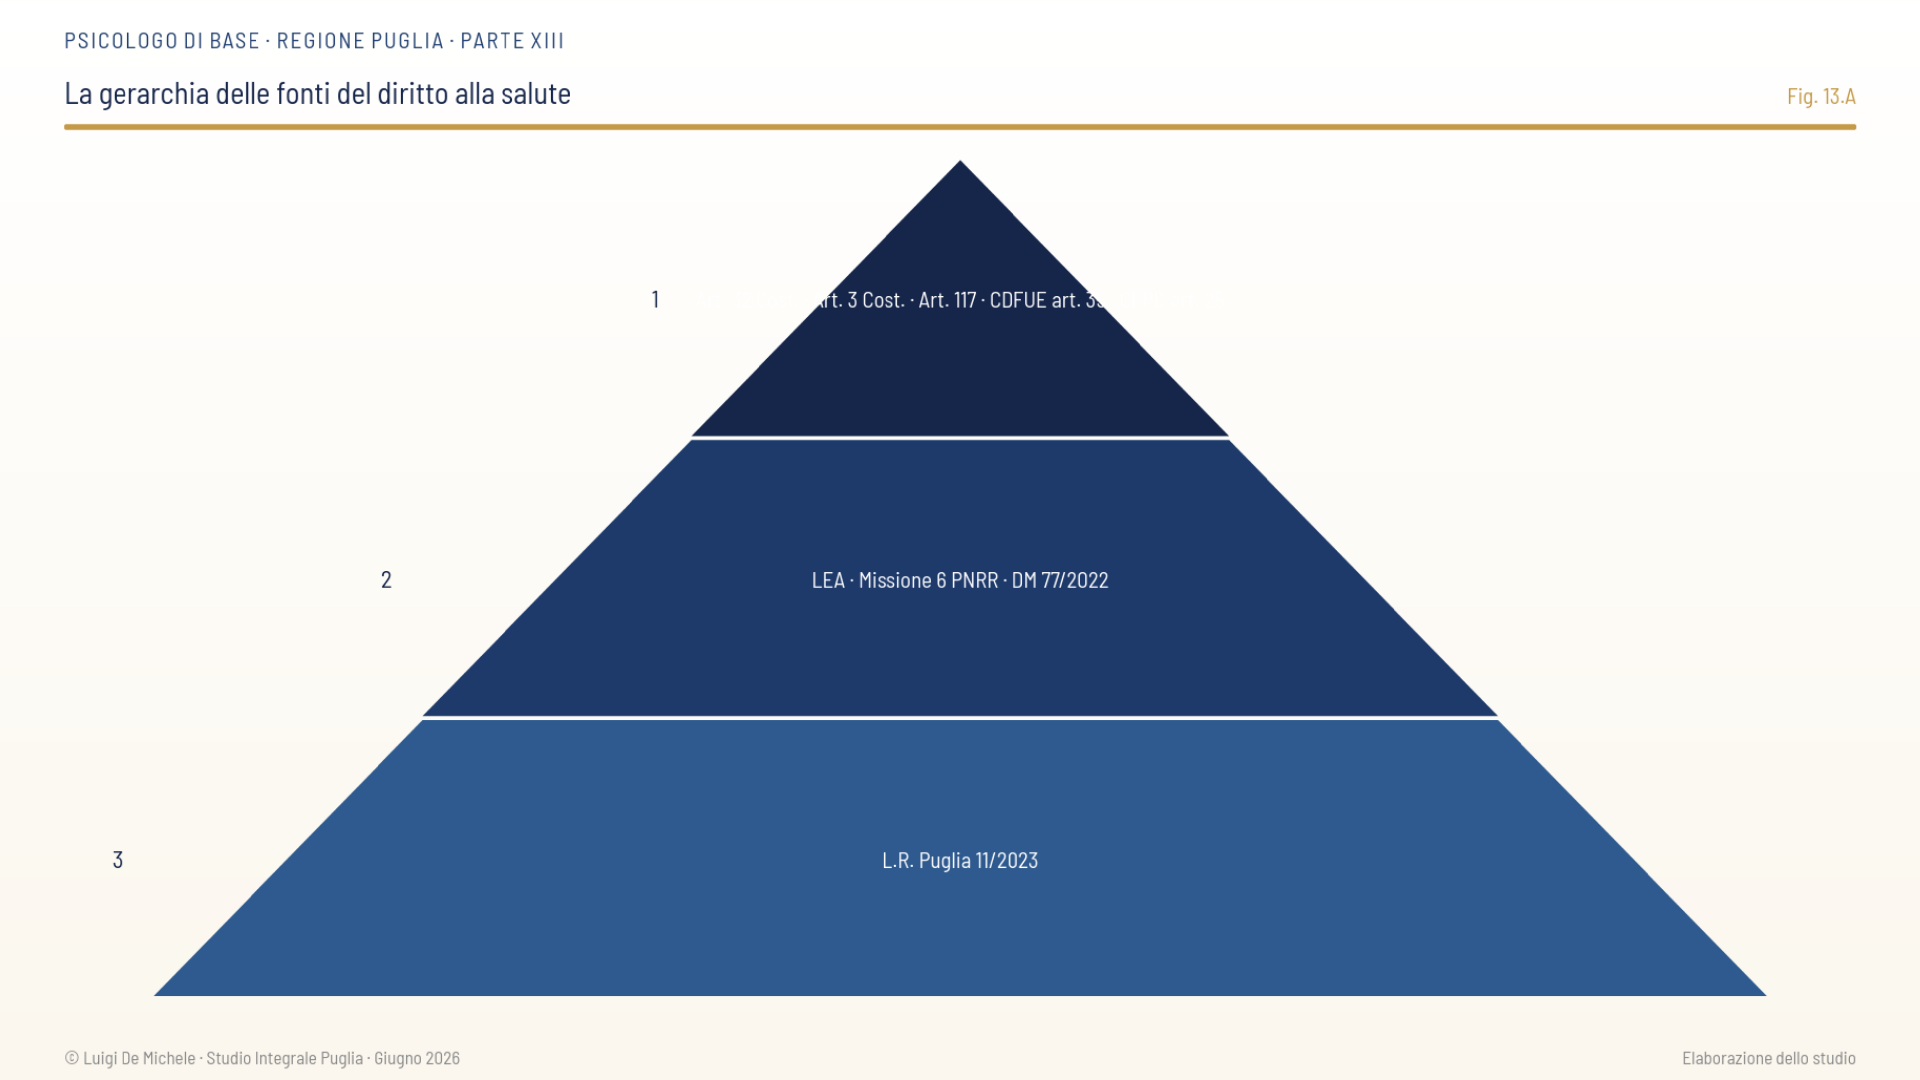 PSICOLOGO DI BASE · REGIONE PUGLIA · PARTE XIII
La gerarchia delle fonti del diritto alla salute
Fig. 13.A
1
Art. 3 Cost. · Art. 117 · CDFUE art.
2
LEA · Missione 6 PNRR · DM 77/2022
3
L.R. Puglia 11/2023
© Luigi De Michele · Studio Integrale Puglia · Giugno 2026
Elaborazione dello studio